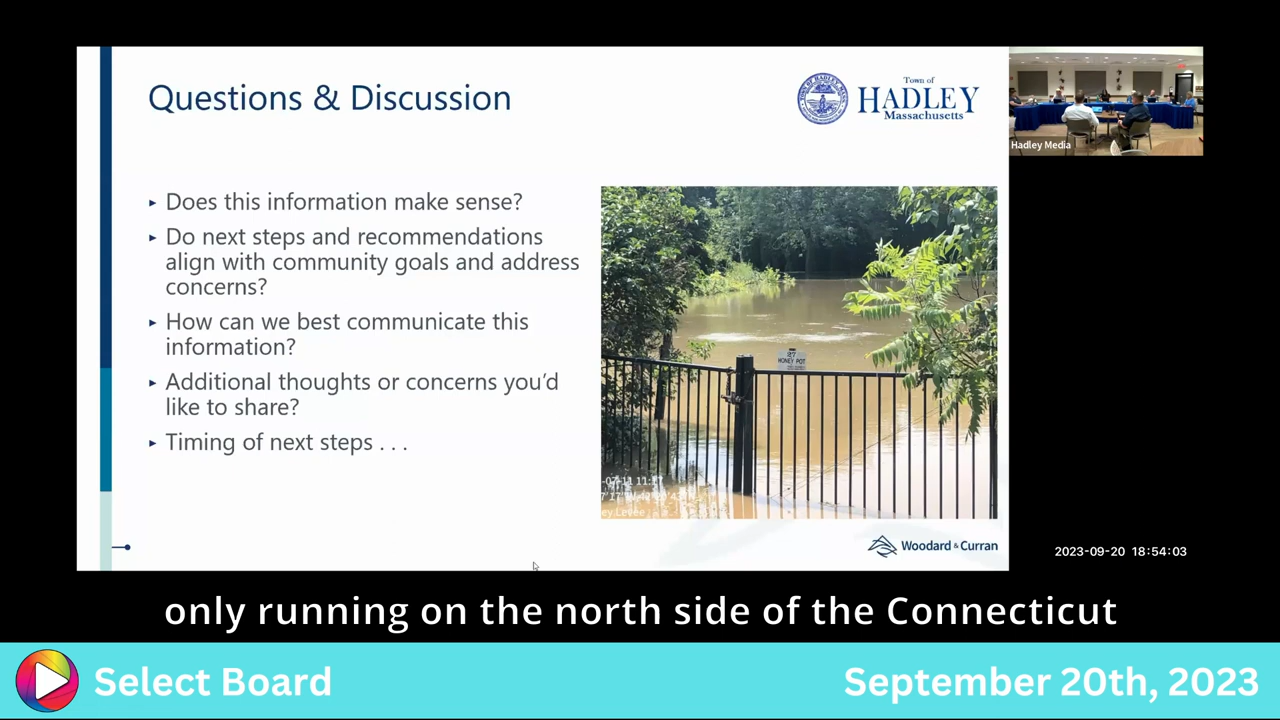 Questions & Discussion
Town of
HADLEY
Massachusetts
Hadley Media
▸ Does this information make sense?
▸ Do next steps and recommendations
align with community goals and address
concerns?
▸ How can we best communicate this
information?
▸ Additional thoughts or concerns you’d
like to share?
▸ Timing of next steps . . .
27
HONEY POT
Woodard & Curran
2023-09-20 18:54:03
only running on the north side of the Connecticut
Select Board
September 20th, 2023